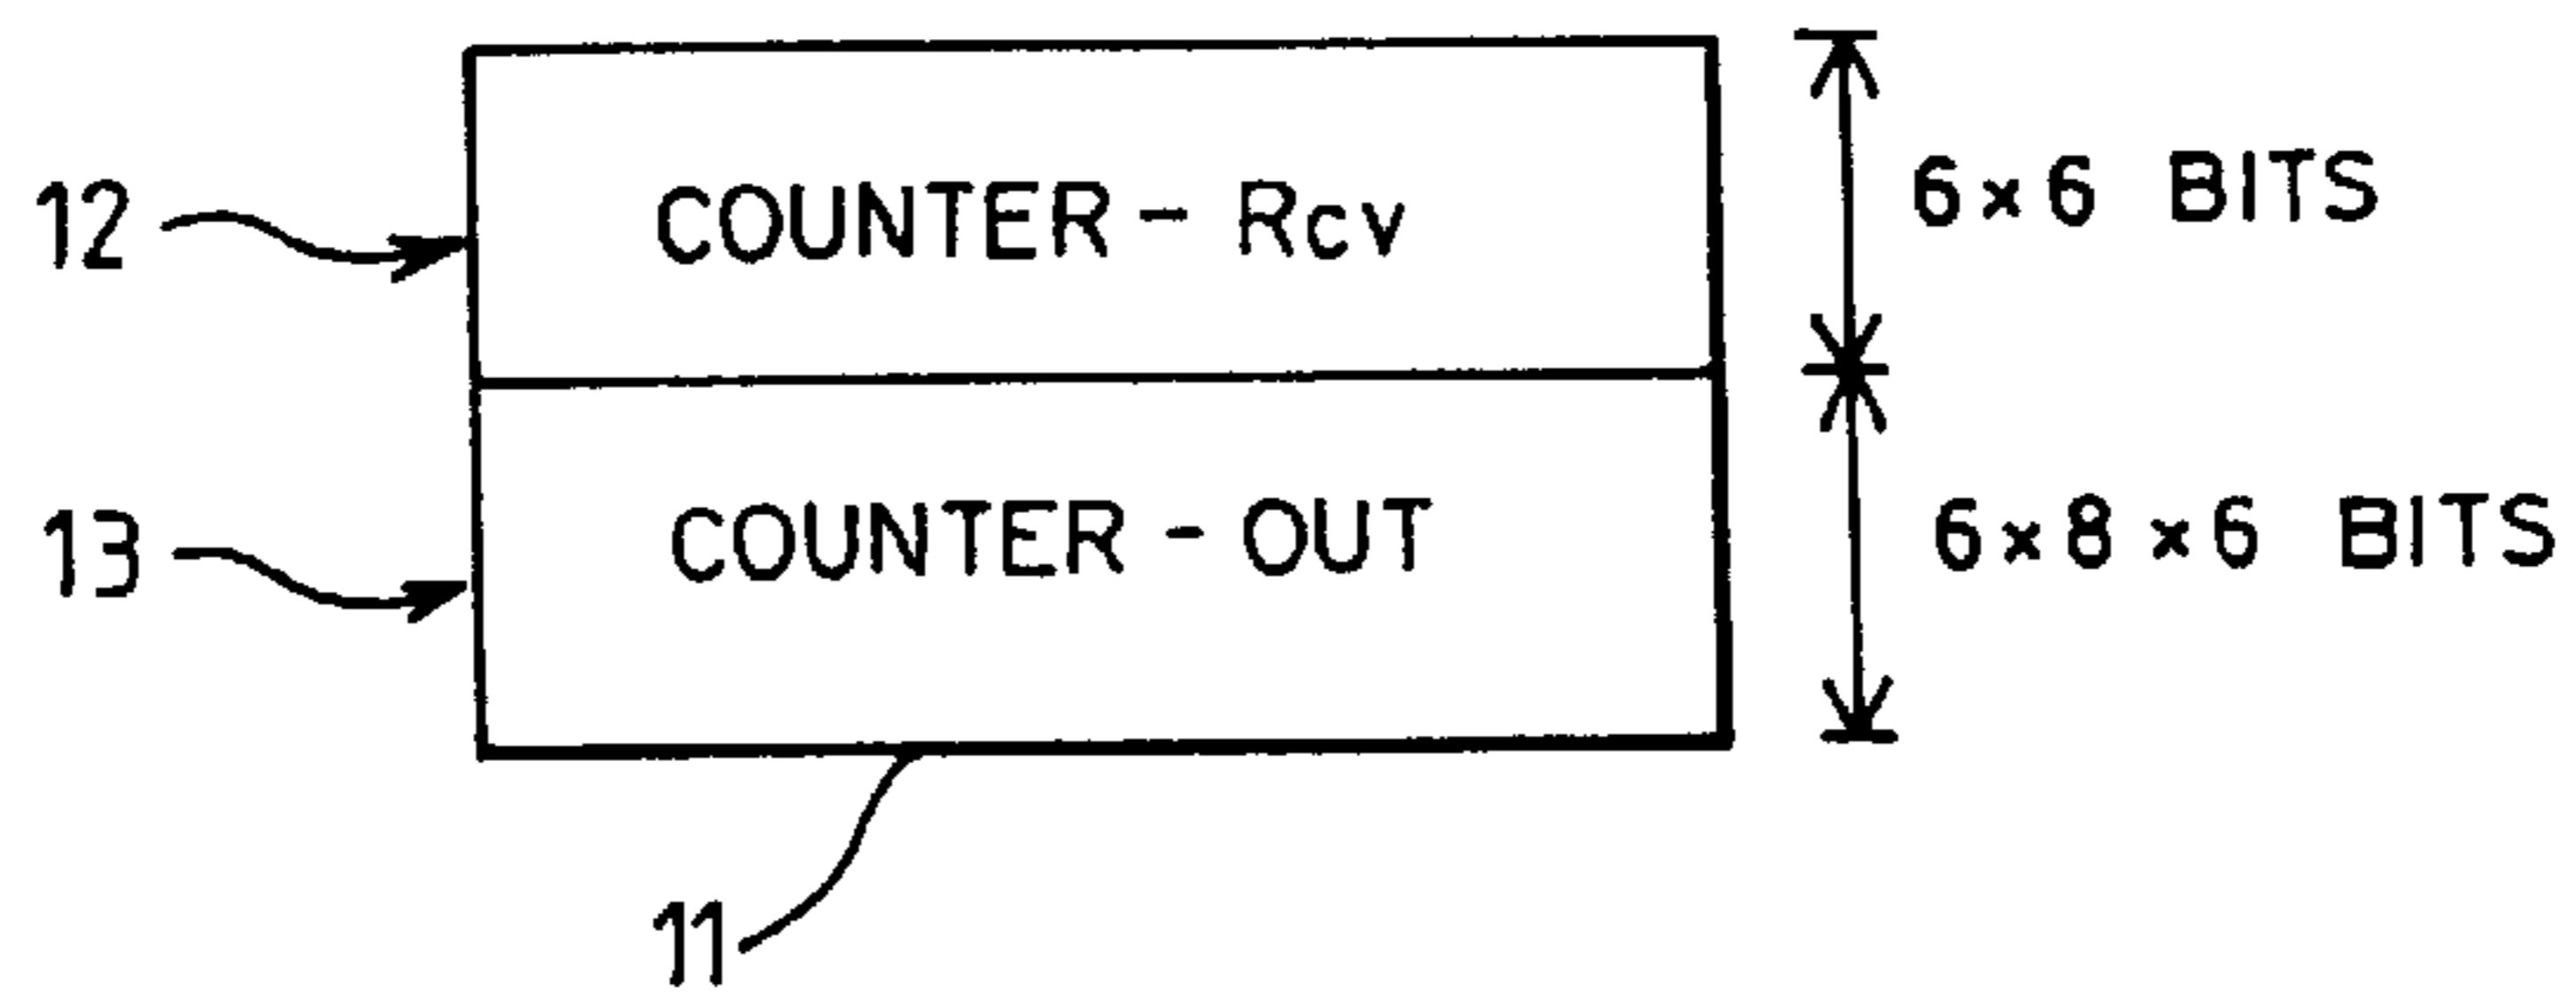 12
COUNTER - Rcv
6 × 6 BITS
13
COUNTER - OUT
6 × 8 × 6 BITS
11